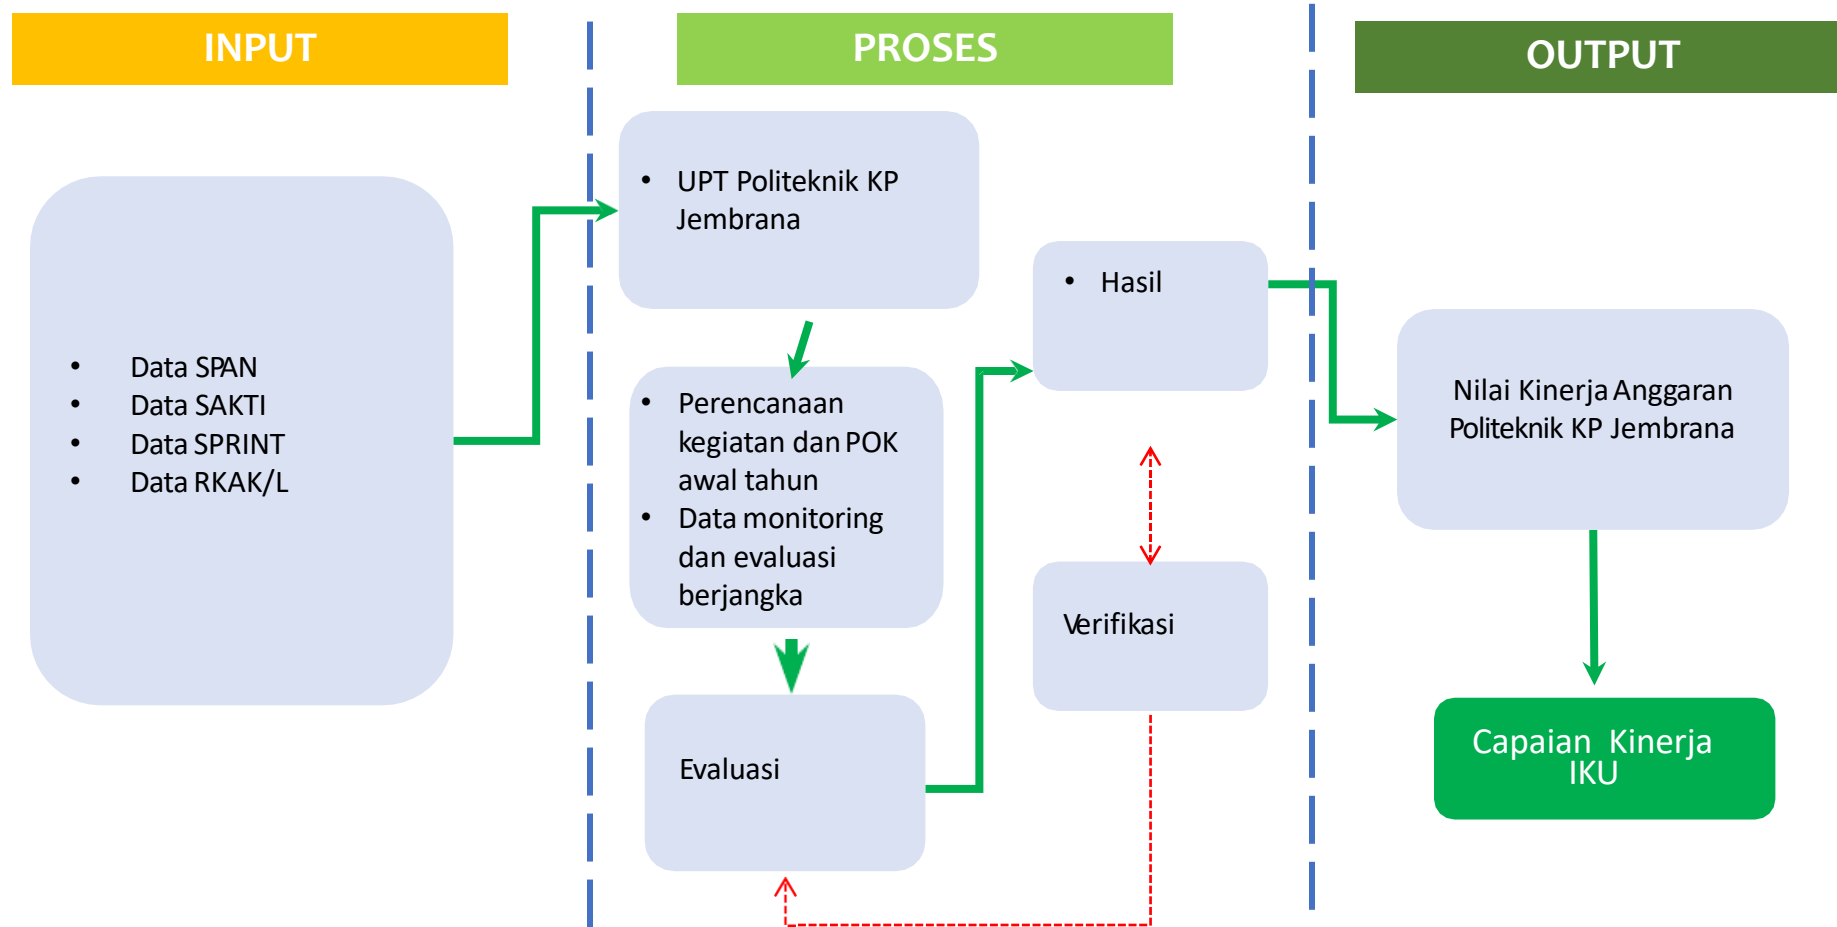 INPUT
PROSES
OUTPUT
• Data SPAN
• Data SAKTI
• Data SPRINT
• Data RKAK/L
• UPT Politeknik KP
Jembrana
• Perencanaan
kegiatan dan POK
awal tahun
• Data monitoring
dan evaluasi
berjangka
Evaluasi
• Hasil
Verifikasi
Nilai Kinerja Anggaran
Politeknik KP Jembrana
Capaian Kinerja
IKU